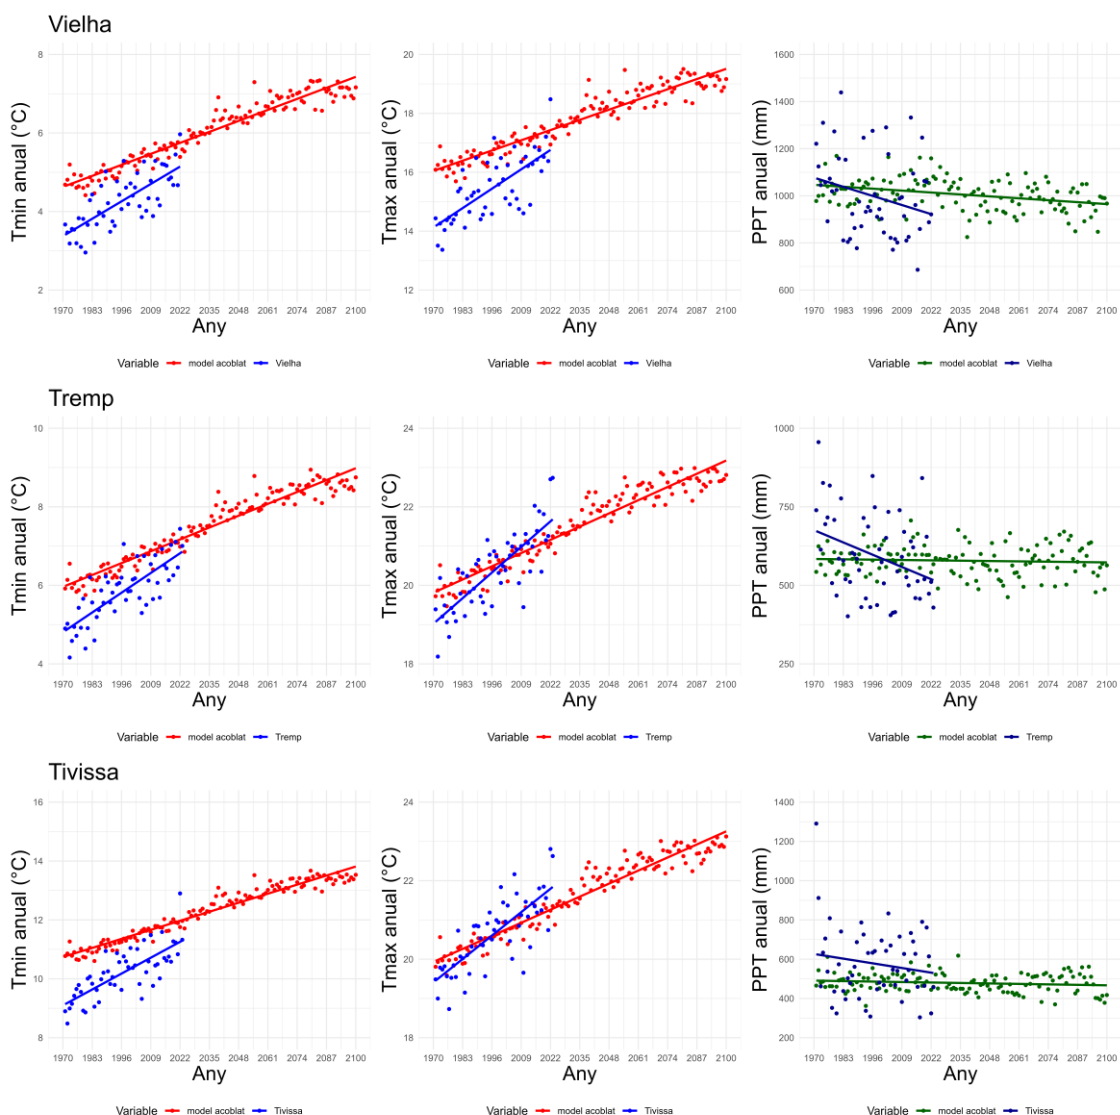 Vielha
Tmin anual (°C)
8
6
4
2
1970 1983 1996 2009 2022 2035 2048 2061 2074 2087 2100
Any
Variable model acoblat Vielha
Tmax anual (°C)
20
18
16
14
12
1970 1983 1996 2009 2022 2035 2048 2061 2074 2087 2100
Any
Variable model acoblat Vielha
PPT anual (mm)
1600
1400
1200
1000
800
600
1970 1983 1996 2009 2022 2035 2048 2061 2074 2087 2100
Any
Variable model acoblat Vielha
Tremp
Tmin anual (°C)
10
8
6
4
1970 1983 1996 2009 2022 2035 2048 2061 2074 2087 2100
Any
Variable model acoblat Tremp
Tmax anual (°C)
24
22
20
18
1970 1983 1996 2009 2022 2035 2048 2061 2074 2087 2100
Any
Variable model acoblat Tremp
PPT anual (mm)
1000
750
500
250
1970 1983 1996 2009 2022 2035 2048 2061 2074 2087 2100
Any
Variable model acoblat Tremp
Tivissa
Tmin anual (°C)
16
14
12
10
8
1970 1983 1996 2009 2022 2035 2048 2061 2074 2087 2100
Any
Variable model acoblat Tivissa
Tmax anual (°C)
24
22
20
18
1970 1983 1996 2009 2022 2035 2048 2061 2074 2087 2100
Any
Variable model acoblat Tivissa
PPT anual (mm)
1400
1200
1000
800
600
400
200
1970 1983 1996 2009 2022 2035 2048 2061 2074 2087 2100
Any
Variable model acoblat Tivissa